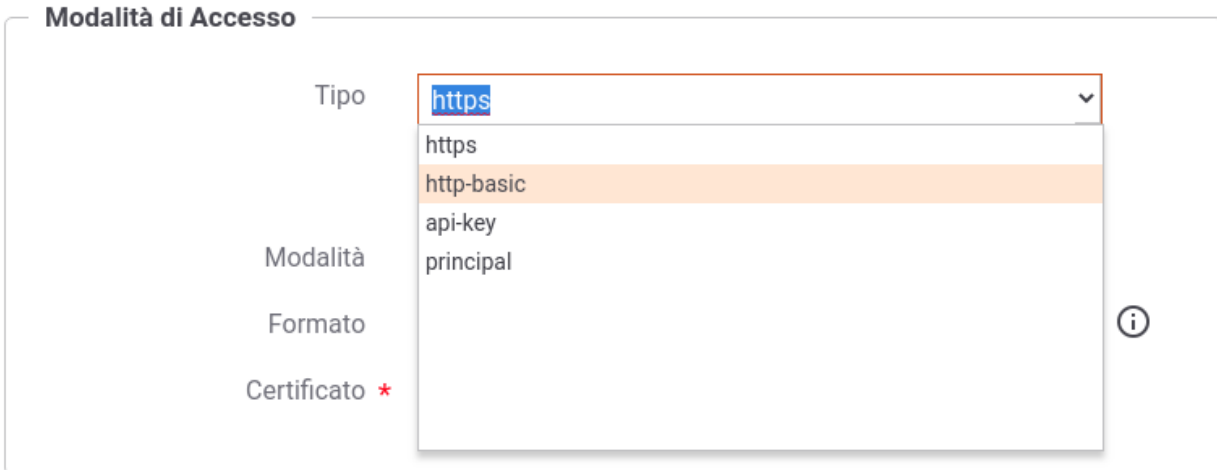 Modalità di Accesso
Tipo
https
https
http-basic
api-key
principal
Modalità
Formato
Certificato *